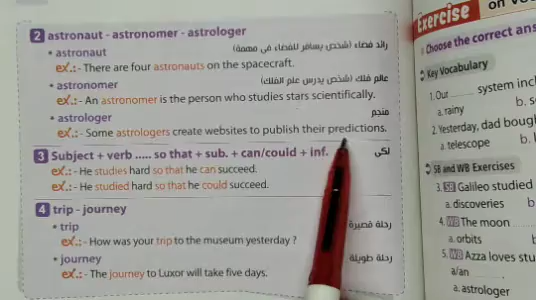 2 astronaut - astronomer - astrologer
• astronaut رائد فضاء (شخص يسافر للفضاء في مهمة)
ex.: - There are four astronauts on the spacecraft.
• astronomer عالم فلك (شخص يدرس علم الفلك)
ex.: - An astronomer is the person who studies stars scientifically.
• astrologer منجم
ex.: - Some astrologers create websites to publish their predictions.
3 Subject + verb ..... so that + sub. + can/could + inf. لكي
ex.: - He studies hard so that he can succeed.
ex.: - He studied hard so that he could succeed.
4 trip - journey
• trip رحلة قصيرة
ex.: - How was your trip to the museum yesterday ?
• journey رحلة طويلة
ex.: - The journey to Luxor will take five days.
Exercise on
Choose the correct ans
Key Vocabulary
1. Our ...... system inc
a. rainy b. s
2. Yesterday, dad bough
a. telescope b.
SB and WB Exercises
3. SB Galileo studied
a. discoveries b
4. WB The moon
a. orbits
5. WB Azza loves stu
a/an ......
a. astrologer